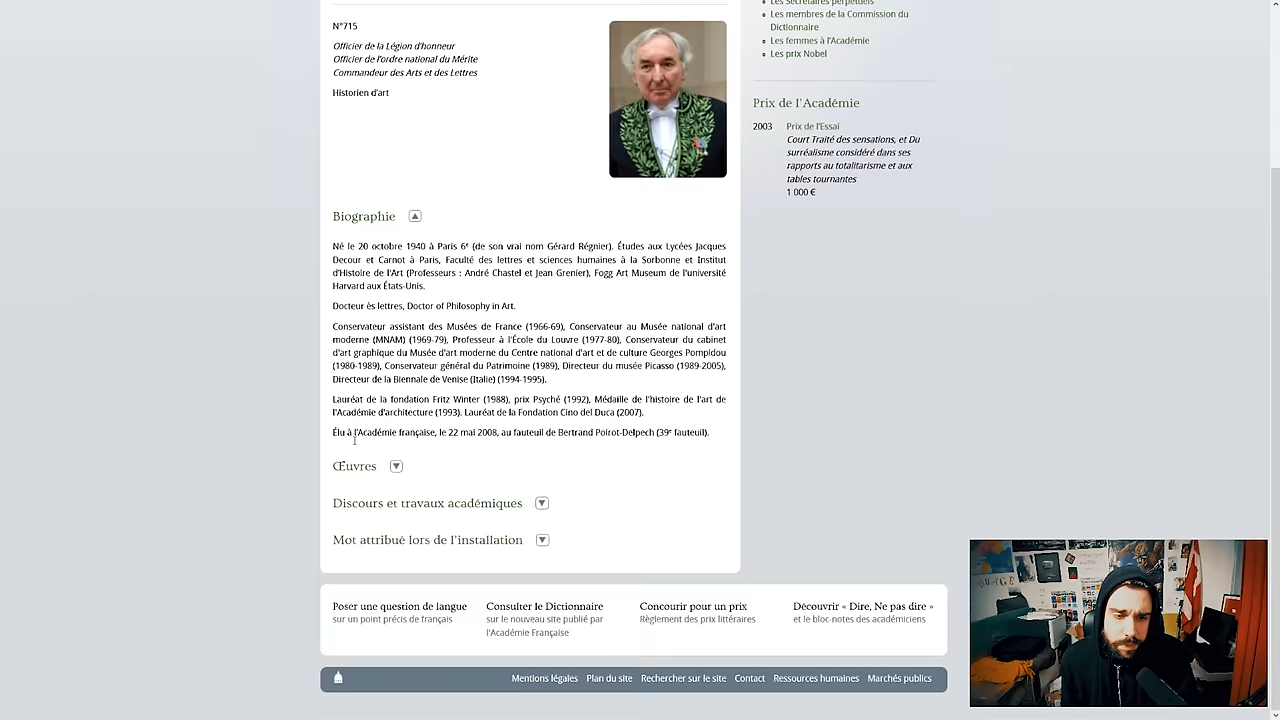 N°715
Officier de la Légion d'honneur
Officier de l'ordre national du Mérite
Commandeur des Arts et des Lettres
Historien d'art
Biographie
Né le 20 octobre 1940 à Paris 6e (de son vrai nom Gérard Régnier). Études aux Lycées Jacques
Decour et Carnot à Paris, Faculté des lettres et sciences humaines à la Sorbonne et Institut
d'Histoire de l'Art (Professeurs : André Chastel et Jean Grenier), Fogg Art Museum de l'université
Harvard aux États-Unis.
Docteur ès lettres, Doctor of Philosophy in Art.
Conservateur assistant des Musées de France (1966-69), Conservateur au Musée national d'art
moderne (MNAM) (1969-79), Professeur à l'École du Louvre (1977-80), Conservateur du cabinet
d'art graphique du Musée d'art moderne du Centre national d'art et de culture Georges Pompidou
(1980-1989), Conservateur général du Patrimoine (1989), Directeur du musée Picasso (1989-2005),
Directeur de la Biennale de Venise (Italie) (1994-1995).
Lauréat de la fondation Fritz Winter (1988), prix Psyché (1992), Médaille de l'histoire de l'art de
l'Académie d'architecture (1993). Lauréat de la Fondation Cino del Duca (2007).
Élu à l'Académie française, le 22 mai 2008, au fauteuil de Bertrand Poirot-Delpech (39e fauteuil).
Œuvres
Discours et travaux académiques
Mot attribué lors de l'installation
Les Secrétaires perpétuels
Les membres de la Commission du
Dictionnaire
Les femmes à l'Académie
Les prix Nobel
Prix de l'Académie
2003 Prix de l'Essai
Court Traité des sensations, et Du
surréalisme considéré dans ses
rapports au totalitarisme et aux
tables tournantes
1 000 €
Poser une question de langue
sur un point précis de français
Consulter le Dictionnaire
sur le nouveau site publié par
l'Académie Française
Concourir pour un prix
Règlement des prix littéraires
Découvrir « Dire, Ne pas dire »
et le bloc-notes des académiciens
Mentions légales Plan du site Rechercher sur le site Contact Ressources humaines Marchés publics